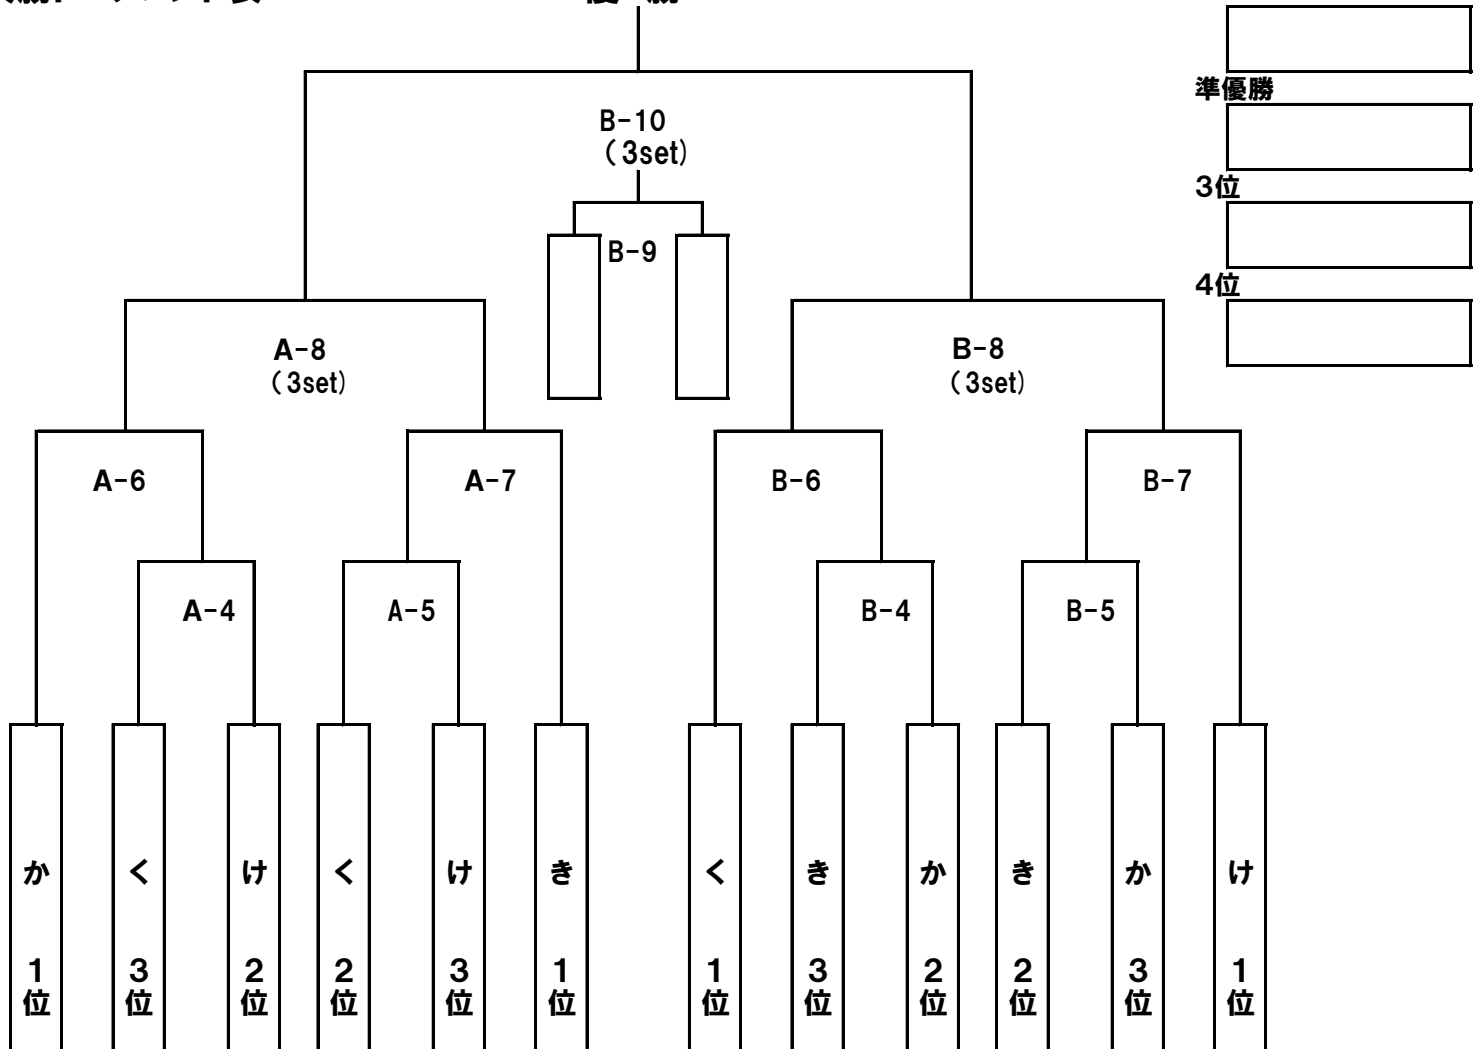 準優勝
B-10
(3set)
3位
B-9
4位
A-8
(3set)
B-8
(3set)
A-6
A-7
B-6
B-7
A-4
A-5
B-4
B-5
か 1位
く 3位
け 2位
く 2位
け 3位
き 1位
く 1位
き 3位
か 2位
き 2位
か 3位
け 1位